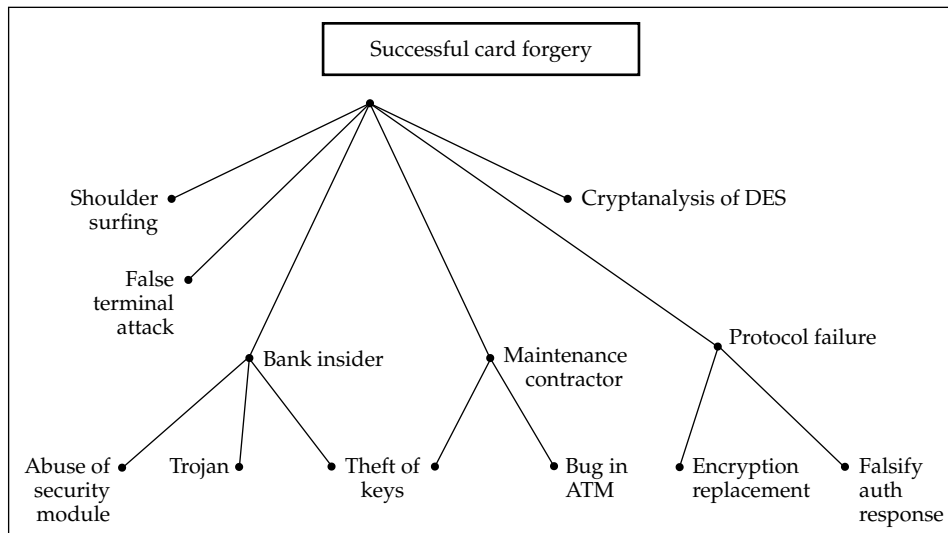 Successful card forgery
Shoulder
surfing
Cryptanalysis of DES
False
terminal
attack
Bank insider
Maintenance
contractor
Protocol failure
Abuse of
security
module
Trojan
Theft of
keys
Bug in
ATM
Encryption
replacement
Falsify
auth
response